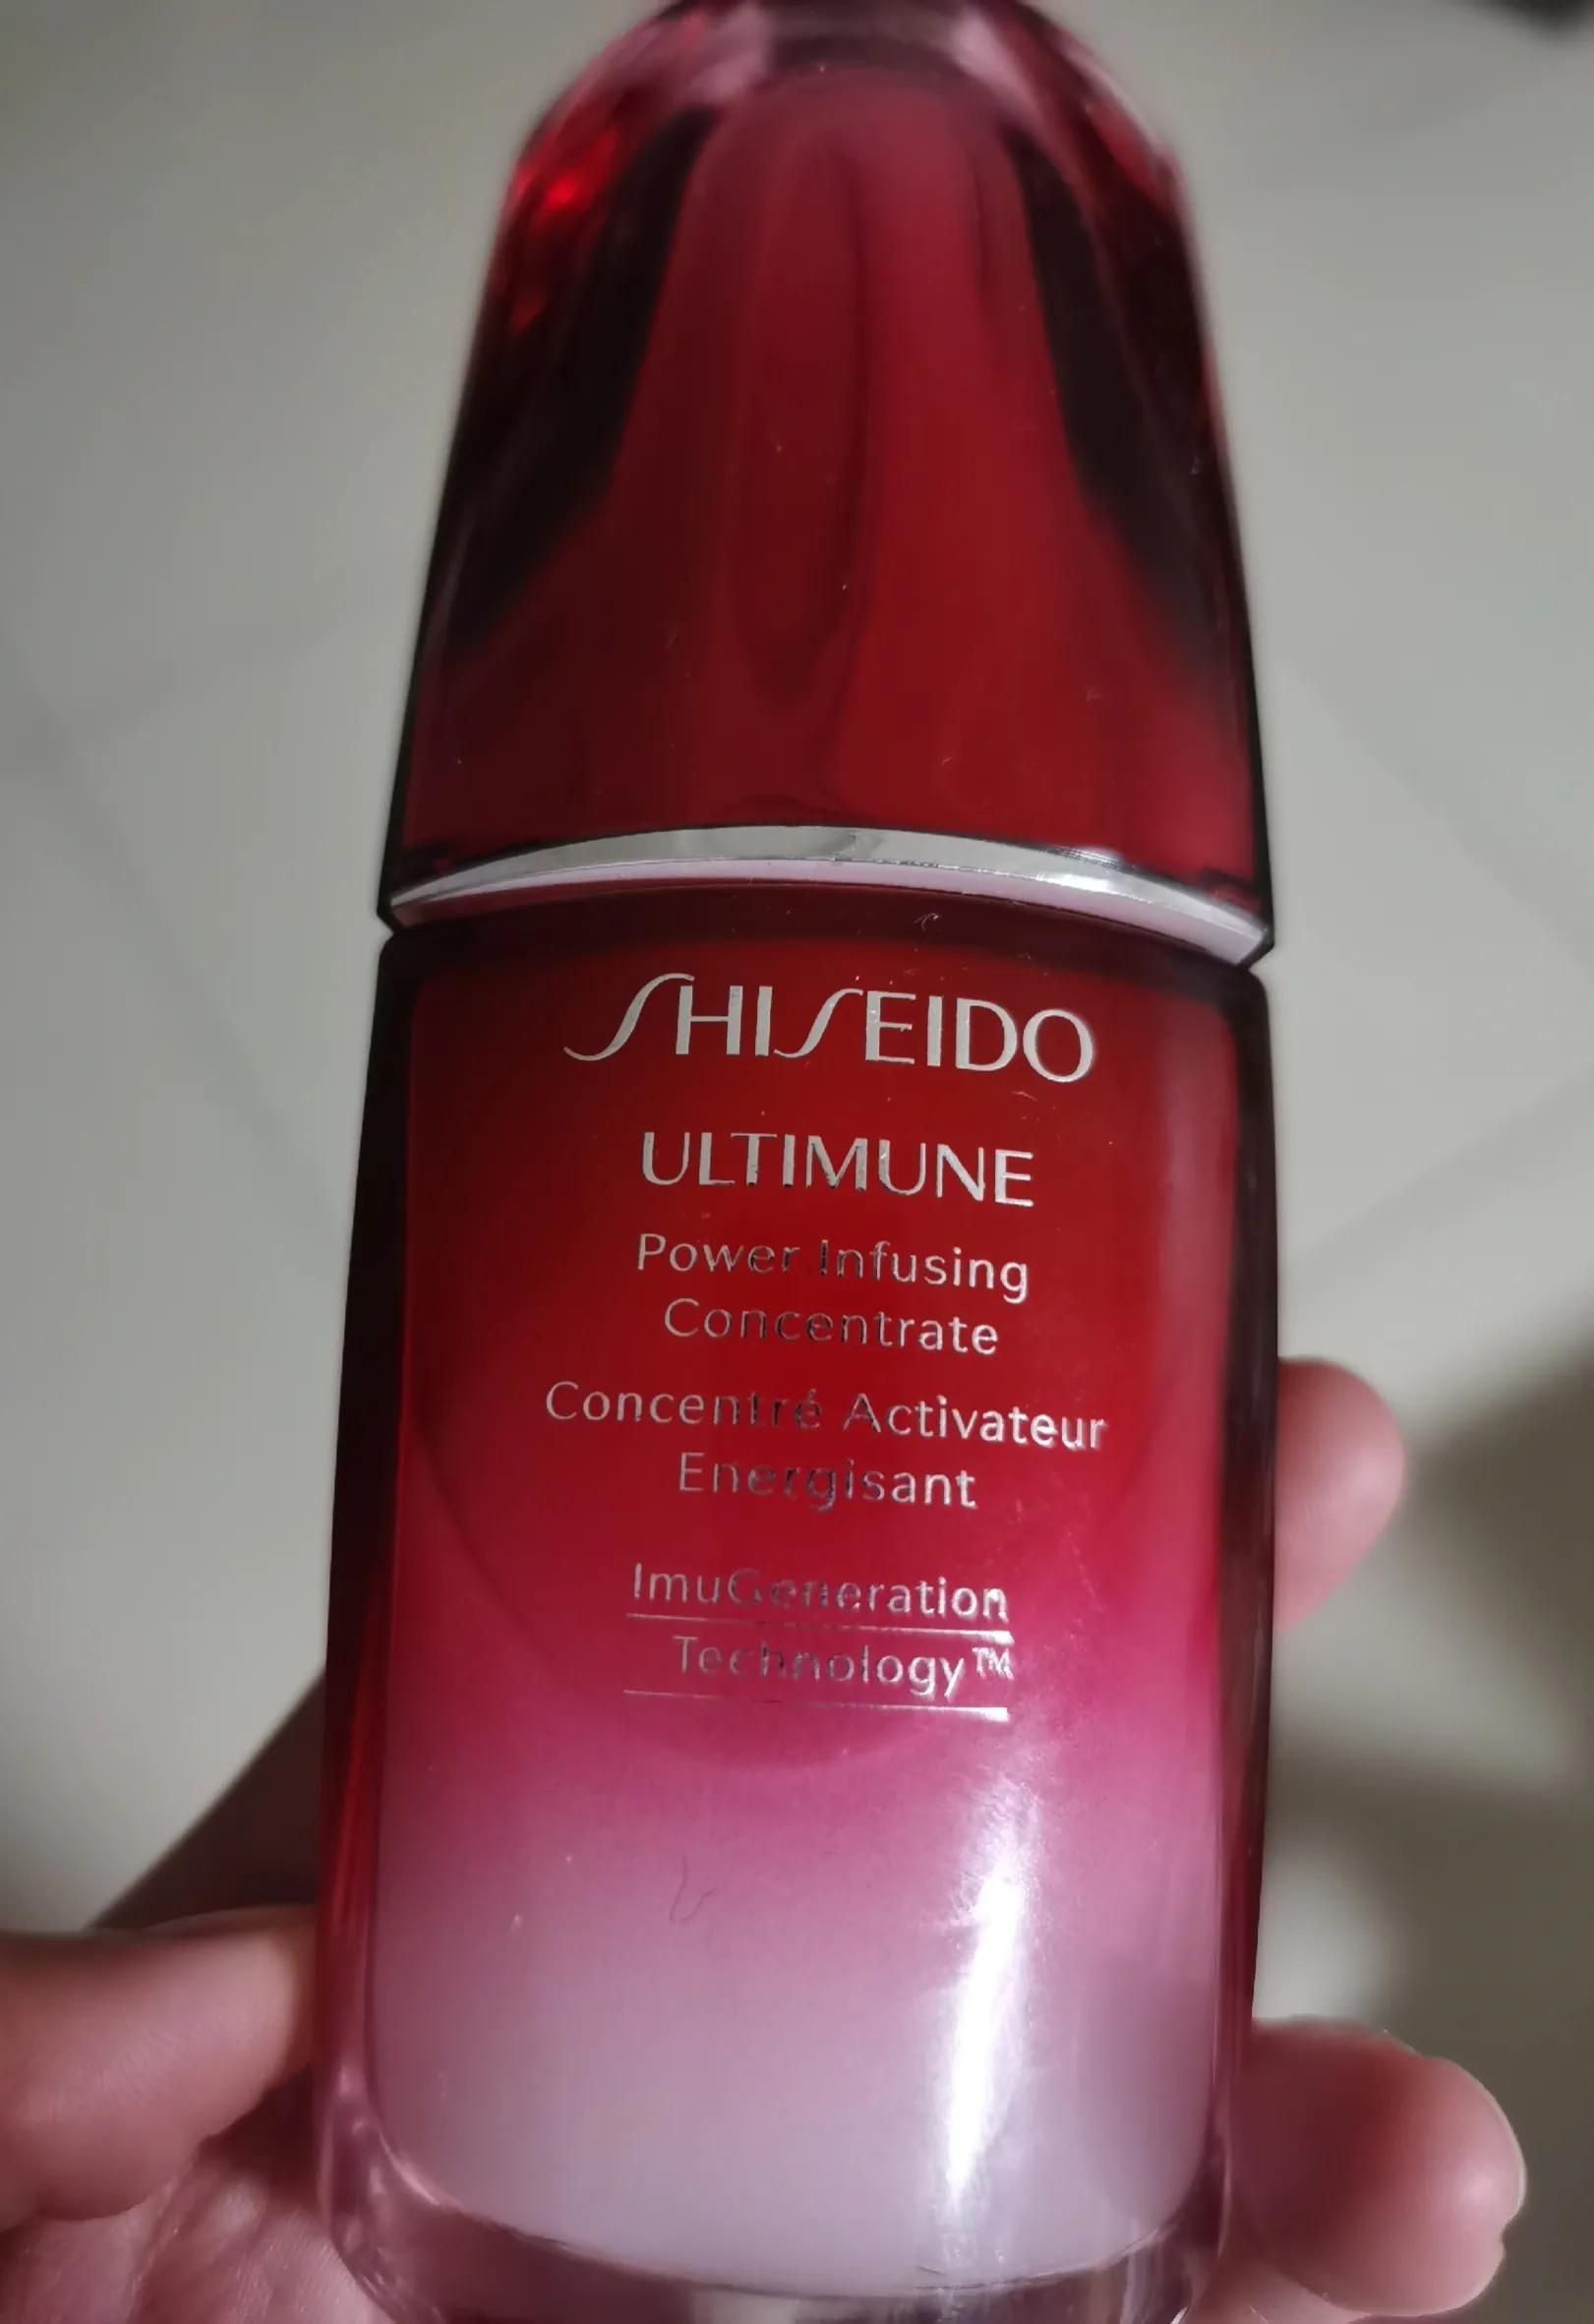 SHISEIDO
ULTIMUNE
Power Infusing
Concentrate
Concentré Activateur
Energisant
ImuGeneration
Technology™